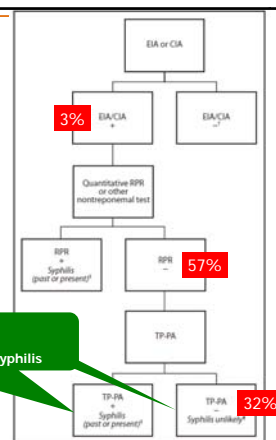 EIA or CIA
3%
EIA/CIA
+
EIA/CIA
–†
Quantitative RPR
or other
nontreponemal test
RPR
+
Syphilis
(past or present)‡
RPR
–
57%
TP-PA
yphilis
TP-PA
+
Syphilis
(past or present)‡
TP-PA
–
Syphilis unlikely
32%